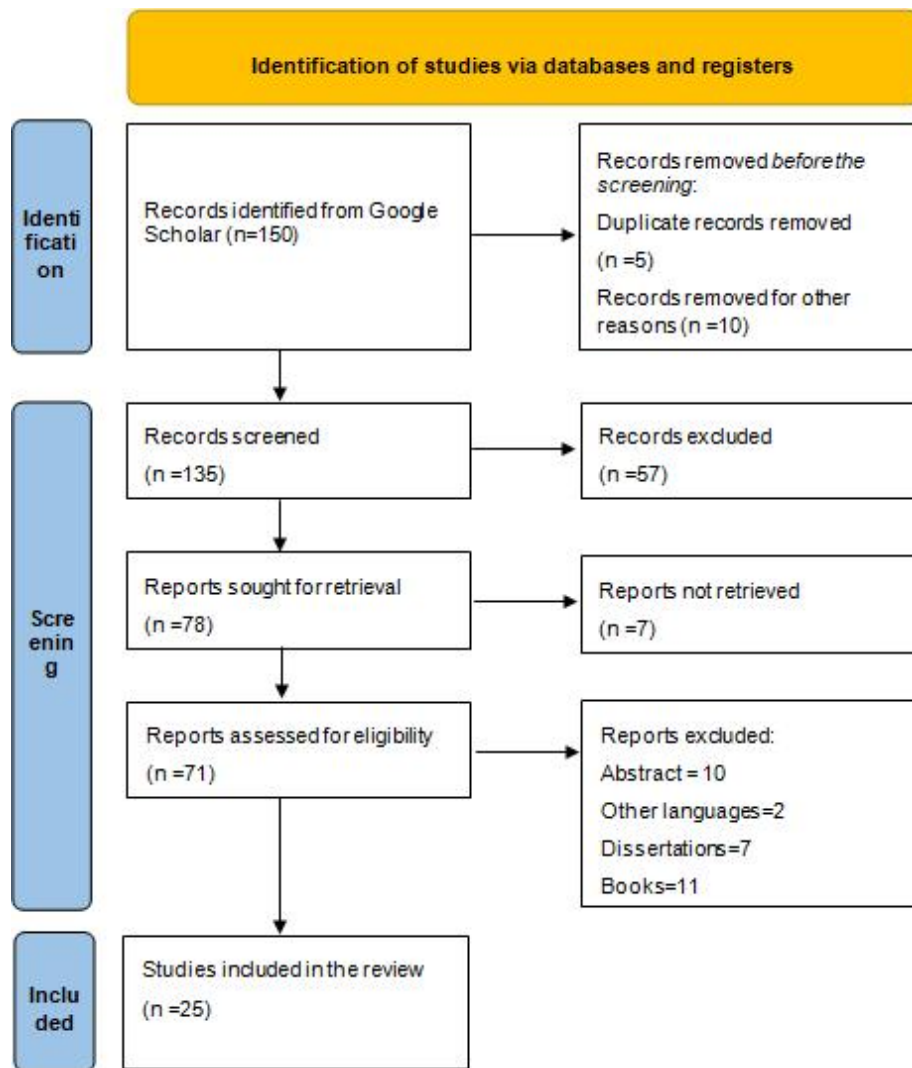 Identification of studies via databases and registers
Identi
ficati
on
Records identified from Google
Scholar (n=150)
Records removed before the
screening:
Duplicate records removed
(n =5)
Records removed for other
reasons (n =10)
Scre
enin
g
Records screened
(n =135)
Records excluded
(n =57)
Reports sought for retrieval
(n =78)
Reports not retrieved
(n =7)
Reports assessed for eligibility
(n =71)
Reports excluded:
Abstract = 10
Other languages=2
Dissertations=7
Books=11
Inclu
ded
Studies included in the review
(n =25)